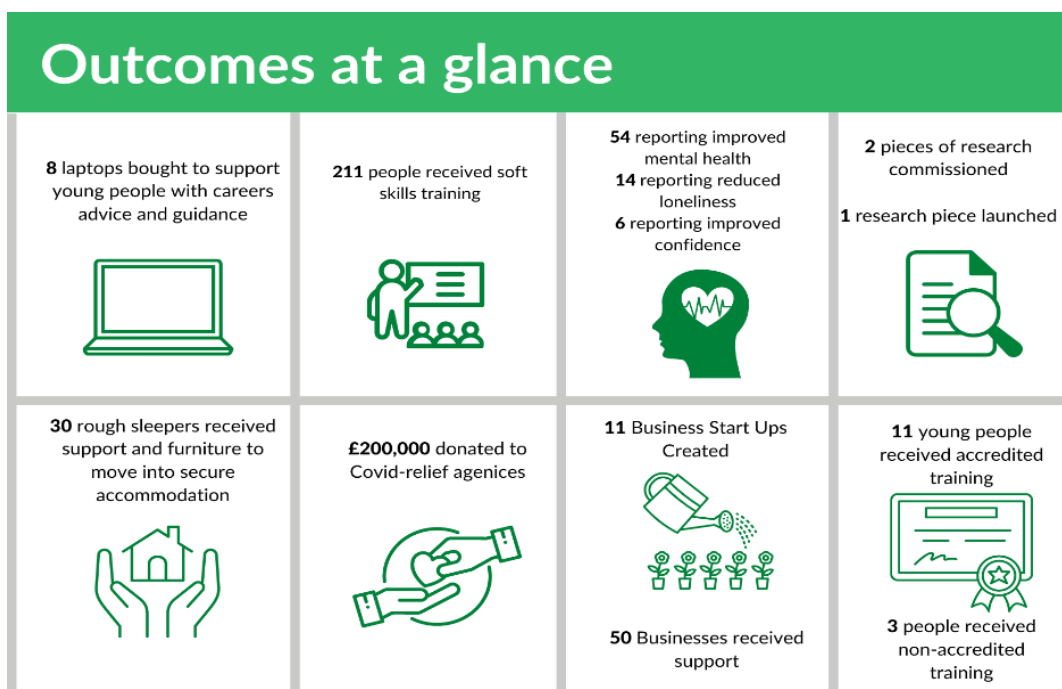 Outcomes at a glance
8 laptops bought to support
young people with careers
advice and guidance
211 people received soft
skills training
54 reporting improved
mental health
14 reporting reduced
loneliness
6 reporting improved
confidence
2 pieces of research
commissioned
1 research piece launched
30 rough sleepers received
support and furniture to
move into secure
accommodation
£200,000 donated to
Covid-relief agenices
11 Business Start Ups
Created
50 Businesses received
support
11 young people
received accredited
training
3 people received
non-accredited
training